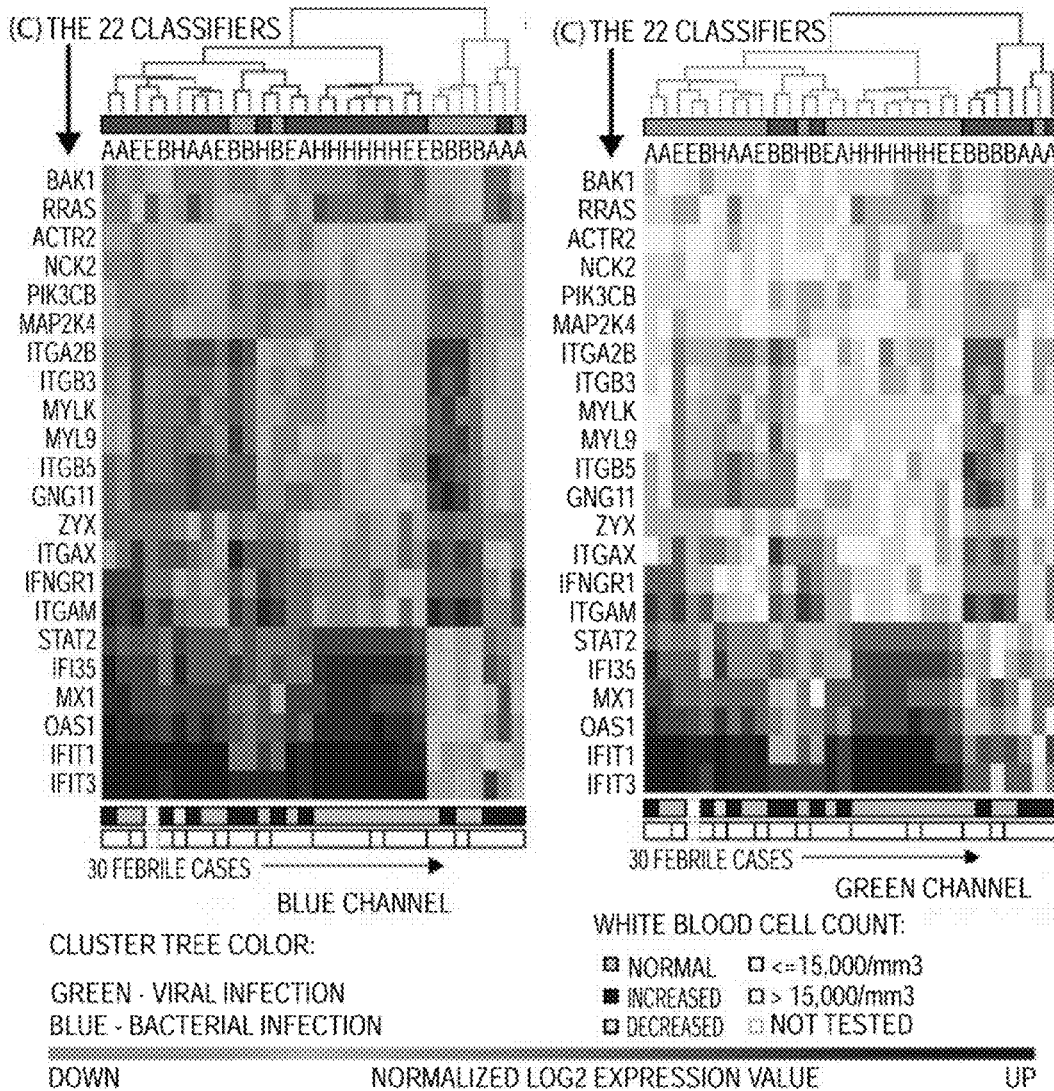 (C) THE 22 CLASSIFIERS
AAEEBHAAEBBHBEAHHHHHHEEBBBBAAA
BAK1
RRAS
ACTR2
NCK2
PIK3CB
MAP2K4
ITGA2B
ITGB3
MYLK
MYL9
ITGB5
GNG11
ZYX
ITGAX
IFNGR1
ITGAM
STAT2
IFI35
MX1
OAS1
IFIT1
IFIT3
30 FEBRILE CASES
BLUE CHANNEL
(C) THE 22 CLASSIFIERS
AAEEBHAAEBBHBEAHHHHHHEEBBBBAAA
BAK1
RRAS
ACTR2
NCK2
PIK3CB
MAP2K4
ITGA2B
ITGB3
MYLK
MYL9
ITGB5
GNG11
ZYX
ITGAX
IFNGR1
ITGAM
STAT2
IFI35
MX1
OAS1
IFIT1
IFIT3
30 FEBRILE CASES
GREEN CHANNEL
CLUSTER TREE COLOR:
GREEN - VIRAL INFECTION
BLUE - BACTERIAL INFECTION
WHITE BLOOD CELL COUNT:
NORMAL <=15,000/mm3
INCREASED > 15,000/mm3
DECREASED NOT TESTED
DOWN NORMALIZED LOG2 EXPRESSION VALUE UP